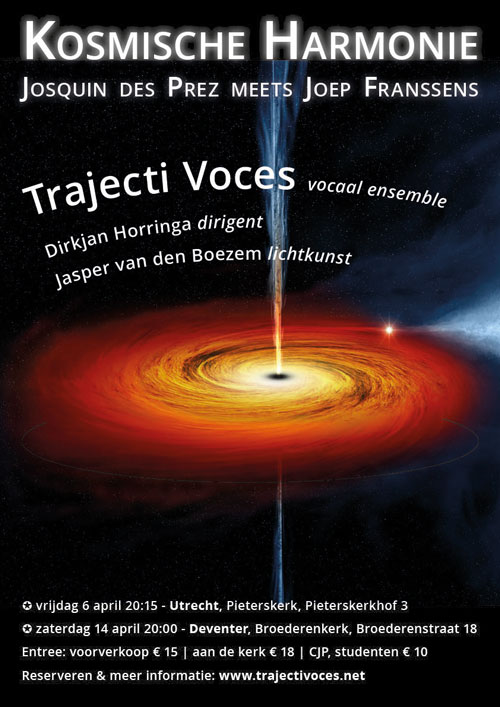 Kosmische Harmonie
Josquin des Prez meets Joep Franssens
Trajecti Voces vocaal ensemble
Dirkjan Horringa dirigent
Jasper van den Boezem lichtkunst
✪ vrijdag 6 april 20:15 - Utrecht, Pieterskerk, Pieterskerkhof 3
✪ zaterdag 14 april 20:00 - Deventer, Broederenkerk, Broederenstraat 18
Entree: voorverkoop € 15 | aan de kerk € 18 | CJP, studenten € 10
Reserveren & meer informatie: www.trajectivoces.net